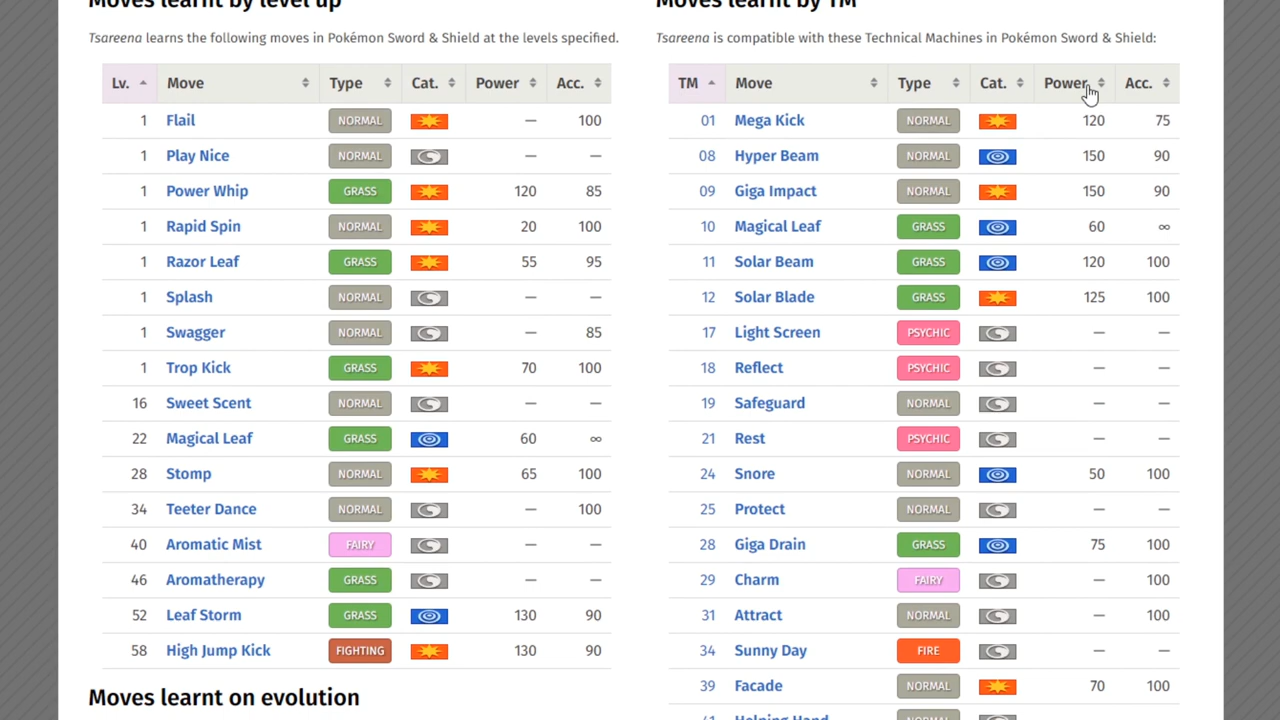 Moves learnt by level up
Tsareena learns the following moves in Pokémon Sword & Shield at the levels specified.
Lv. Move Type Cat. Power Acc.
1 Flail NORMAL — 100
1 Play Nice NORMAL — —
1 Power Whip GRASS 120 85
1 Rapid Spin NORMAL 20 100
1 Razor Leaf GRASS 55 95
1 Splash NORMAL — —
1 Swagger NORMAL — 85
1 Trop Kick GRASS 70 100
16 Sweet Scent NORMAL — —
22 Magical Leaf GRASS 60 ∞
28 Stomp NORMAL 65 100
34 Teeter Dance NORMAL — 100
40 Aromatic Mist FAIRY — —
46 Aromatherapy GRASS — —
52 Leaf Storm GRASS 130 90
58 High Jump Kick FIGHTING 130 90
Moves learnt on evolution
Moves learnt by TM
Tsareena is compatible with these Technical Machines in Pokémon Sword & Shield:
TM Move Type Cat. Power Acc.
01 Mega Kick NORMAL 120 75
08 Hyper Beam NORMAL 150 90
09 Giga Impact NORMAL 150 90
10 Magical Leaf GRASS 60 ∞
11 Solar Beam GRASS 120 100
12 Solar Blade GRASS 125 100
17 Light Screen PSYCHIC — —
18 Reflect PSYCHIC — —
19 Safeguard NORMAL — —
21 Rest PSYCHIC — —
24 Snore NORMAL 50 100
25 Protect NORMAL — —
28 Giga Drain GRASS 75 100
29 Charm FAIRY — 100
31 Attract NORMAL — 100
34 Sunny Day FIRE — —
39 Facade NORMAL 70 100
41 Helping Hand NORMAL